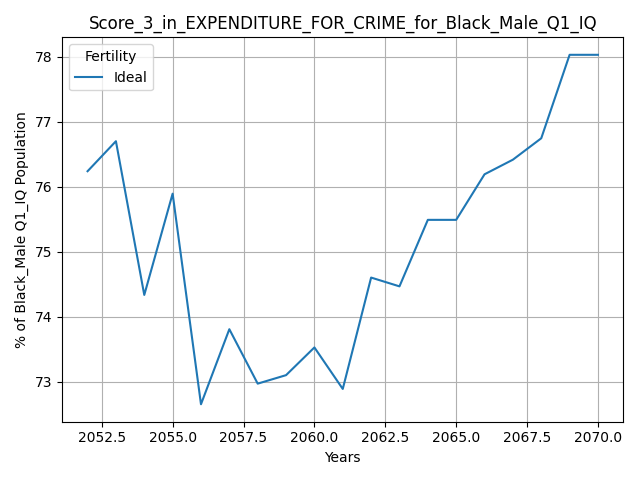 Score_3_in_EXPENDITURE_FOR_CRIME_for_Black_Male_Q1_IQ
Fertility
Ideal
% of Black_Male Q1_IQ Population
78
77
76
75
74
73
2052.5 2055.0 2057.5 2060.0 2062.5 2065.0 2067.5 2070.0
Years